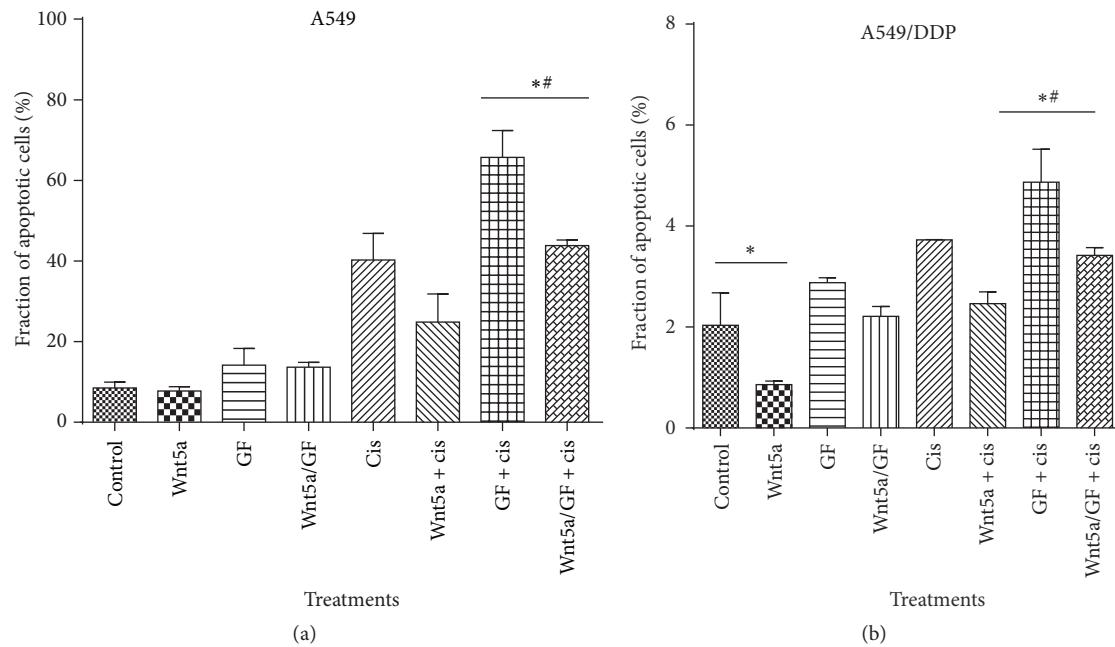 A549
Fraction of apoptotic cells (%)
100
80
60
40
20
0
*#
Control
Wnt5a
GF
Wnt5a/GF
Cis
Wnt5a + cis
GF + cis
Wnt5a/GF + cis
Treatments
(a)
A549/DDP
Fraction of apoptotic cells (%)
8
6
4
2
0
*
*#
Control
Wnt5a
GF
Wnt5a/GF
Cis
Wnt5a + cis
GF + cis
Wnt5a/GF + cis
Treatments
(b)